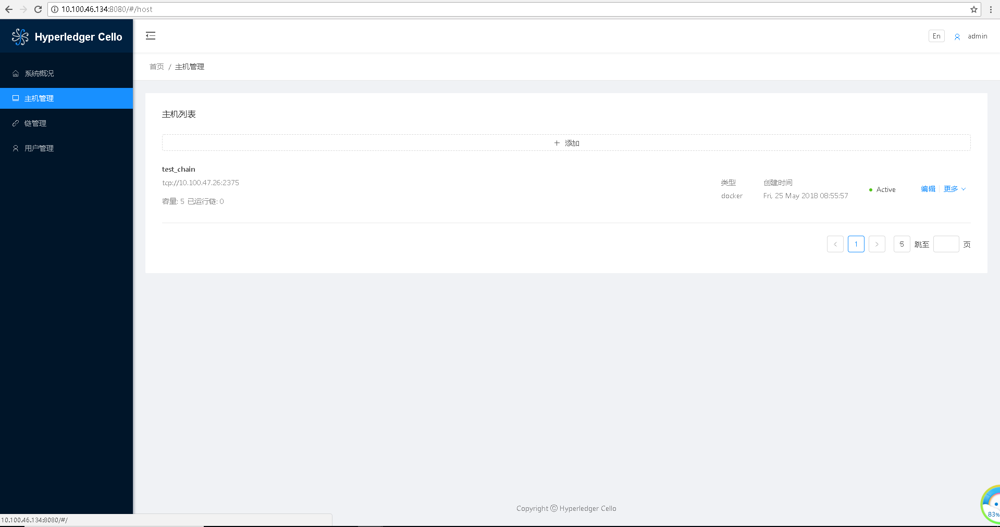 10.100.46.134:8080/#/host
Hyperledger Cello
En admin
系统概况
主机管理
链管理
用户管理
首页 / 主机管理
主机列表
+ 添加
test_chain
tcp://10.100.47.26:2375
容量: 5 已运行链: 0
类型
docker
创建时间
Fri, 25 May 2018 08:55:57
Active
编辑 更多
< 1 > 5 跳至 页
Copyright © Hyperledger Cello
83%
10.100.46.134:8080/#/